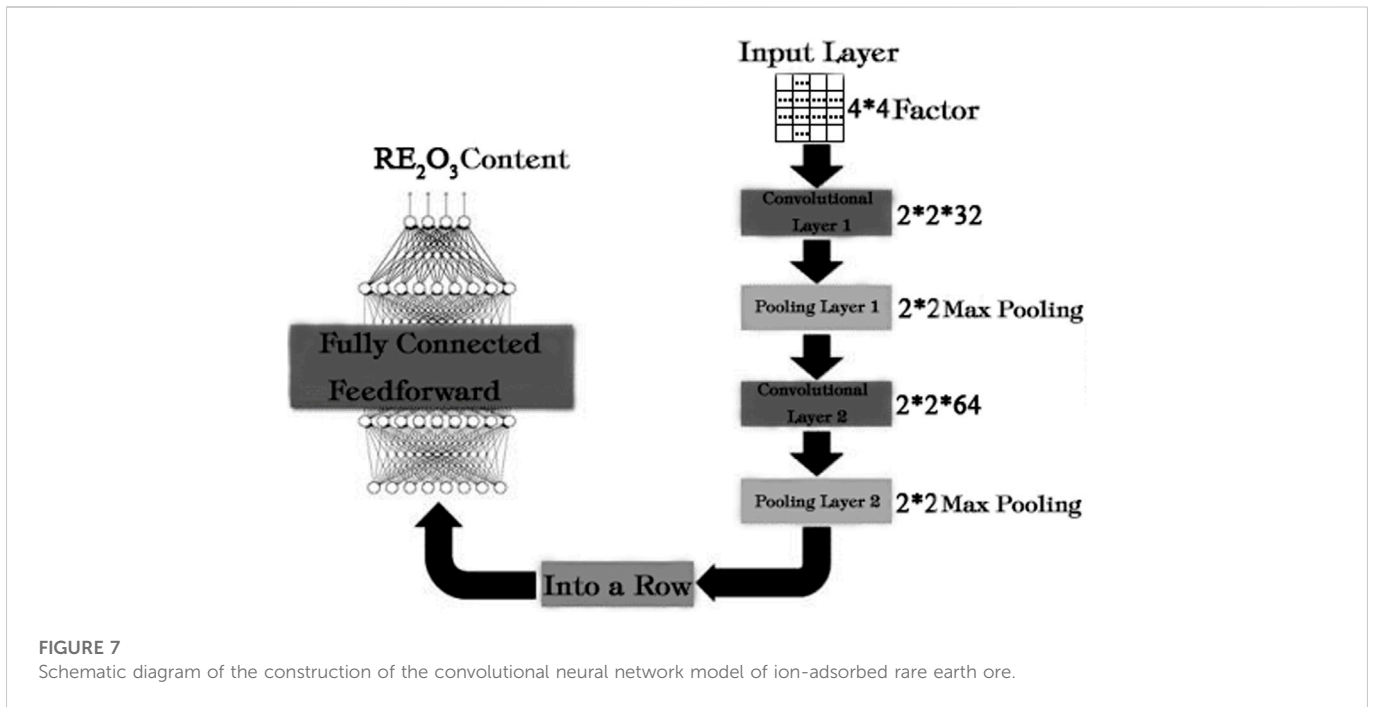 Input Layer
4*4 Factor
Convolutional
Layer 1
2*2*32
Pooling Layer 1
2*2 Max Pooling
Convolutional
Layer 2
2*2*64
Pooling Layer 2
2*2 Max Pooling
Into a Row
Fully Connected
Feedforward
RE₂O₃ Content
FIGURE 7
Schematic diagram of the construction of the convolutional neural network model of ion-adsorbed rare earth ore.